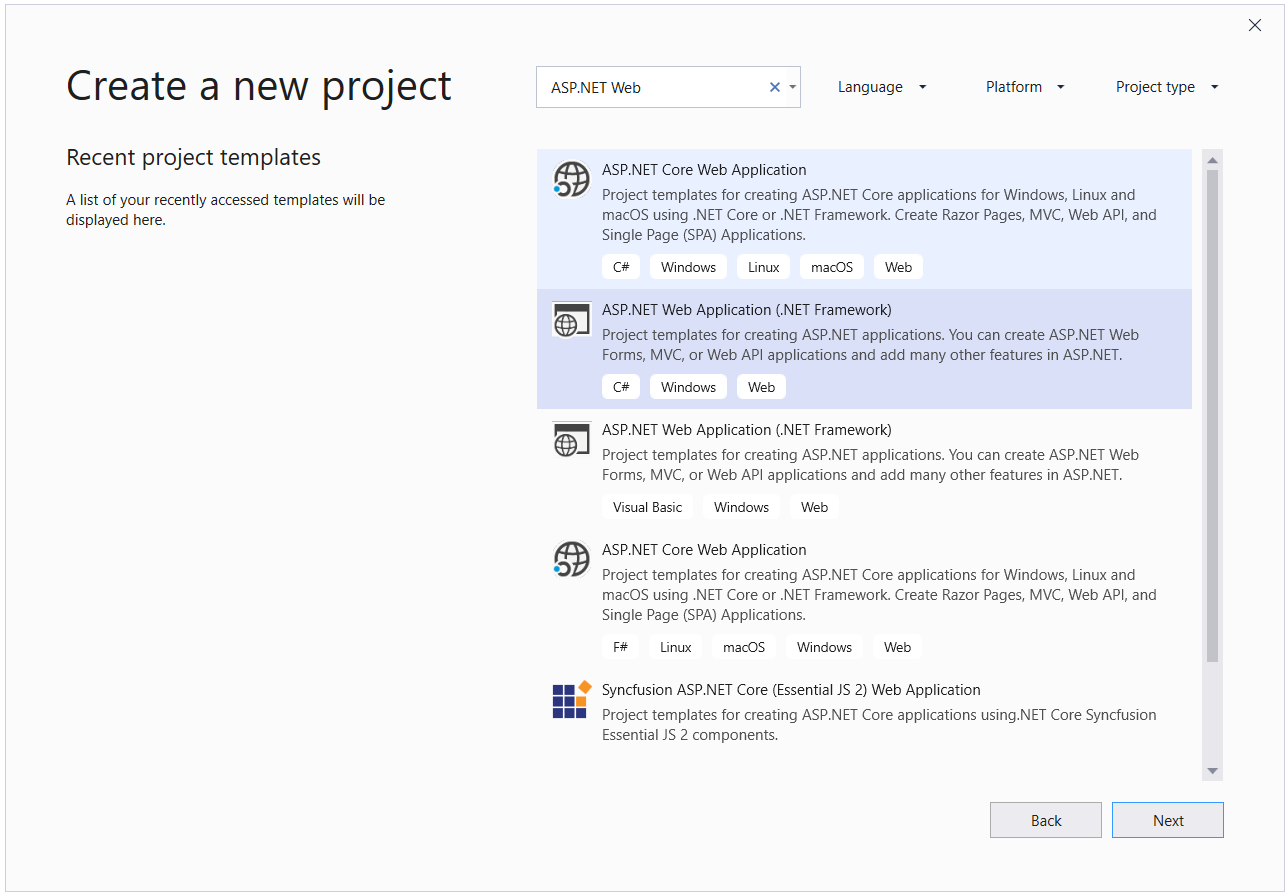 Create a new project
ASP.NET Web
Language
Platform
Project type
Recent project templates
A list of your recently accessed templates will be
displayed here.
ASP.NET Core Web Application
Project templates for creating ASP.NET Core applications for Windows, Linux and
macOS using .NET Core or .NET Framework. Create Razor Pages, MVC, Web API, and
Single Page (SPA) Applications.
C# Windows Linux macOS Web
ASP.NET Web Application (.NET Framework)
Project templates for creating ASP.NET applications. You can create ASP.NET Web
Forms, MVC, or Web API applications and add many other features in ASP.NET.
C# Windows Web
ASP.NET Web Application (.NET Framework)
Project templates for creating ASP.NET applications. You can create ASP.NET Web
Forms, MVC, or Web API applications and add many other features in ASP.NET.
Visual Basic Windows Web
ASP.NET Core Web Application
Project templates for creating ASP.NET Core applications for Windows, Linux and
macOS using .NET Core or .NET Framework. Create Razor Pages, MVC, Web API, and
Single Page (SPA) Applications.
F# Linux macOS Windows Web
Syncfusion ASP.NET Core (Essential JS 2) Web Application
Project templates for creating ASP.NET Core applications using.NET Core Syncfusion
Essential JS 2 components.
Back
Next